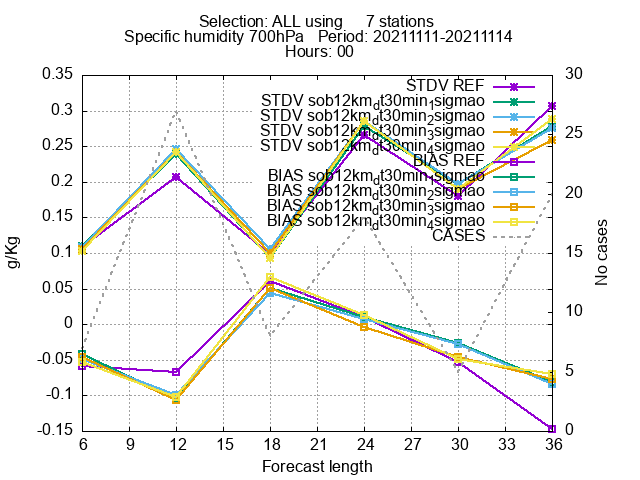 Selection: ALL using 7 stations
Specific humidity 700hPa Period: 20211111-20211114
Hours: 00
0.35
0.3
0.25
0.2
0.15
0.1
0.05
0
-0.05
-0.1
-0.15
g/Kg
STDV REF
STDV sob12km_dt30min_1sigmao
STDV sob12km_dt30min_2sigmao
STDV sob12km_dt30min_3sigmao
STDV sob12km_dt30min_4sigmao
BIAS REF
BIAS sob12km_dt30min_1sigmao
BIAS sob12km_dt30min_2sigmao
BIAS sob12km_dt30min_3sigmao
BIAS sob12km_dt30min_4sigmao
CASES
30
25
20
15
10
5
0
No cases
6 9 12 15 18 21 24 27 30 33 36
Forecast length